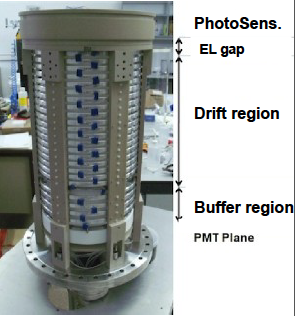 PhotoSens.
EL gap
Drift region
Buffer region
PMT Plane